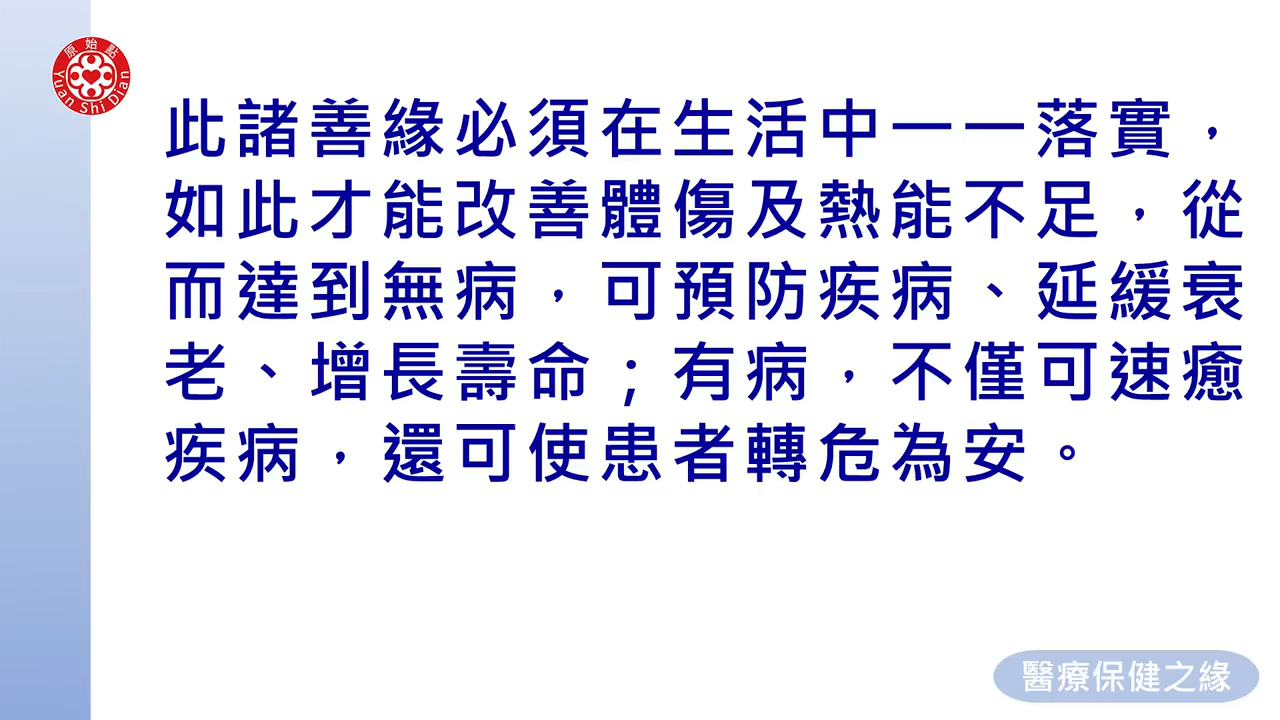 原始點
Yuan Shi Dian
此諸善緣必須在生活中一一落實，
如此才能改善體傷及熱能不足，從
而達到無病，可預防疾病、延緩衰
老、增長壽命；有病，不僅可速癒
疾病，還可使患者轉危為安。
醫療保健之緣